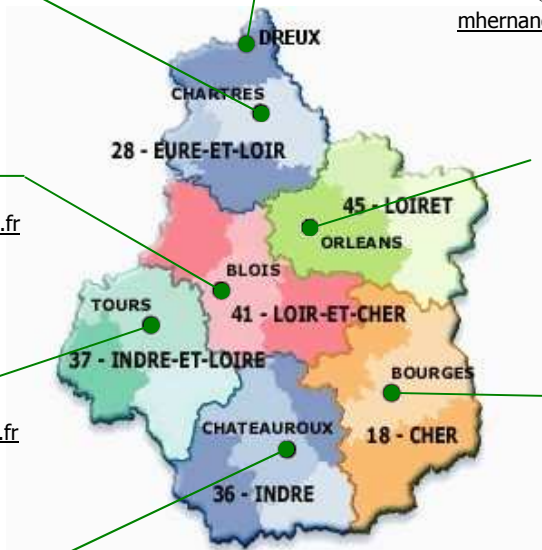 mhernand
DREUX
CHARTRES
28 - EURE-ET-LOIR
45 - LOIRET
.fr
ORLEANS
BLOIS
TOURS
41 - LOIR-ET-CHER
37 - INDRE-ET-LOIRE
BOURGES
.fr
CHATEAUROUX
18 - CHER
36 - INDRE